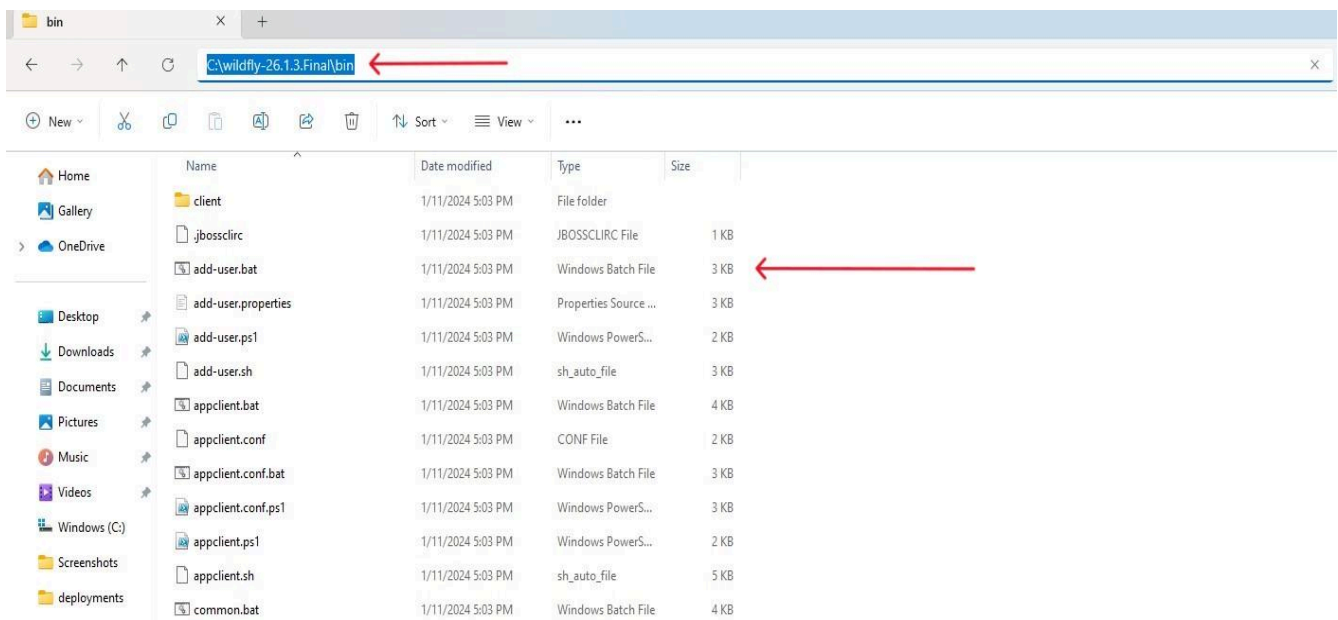 bin
C:\wildfly-26.1.3.Final\bin
New Sort View
Home
Gallery
OneDrive
Desktop
Downloads
Documents
Pictures
Music
Videos
Windows (C:)
Screenshots
deployments
Name Date modified Type Size
client 1/11/2024 5:03 PM File folder
.jbossclirc 1/11/2024 5:03 PM JBOSSCLIRC File 1 KB
add-user.bat 1/11/2024 5:03 PM Windows Batch File 3 KB
add-user.properties 1/11/2024 5:03 PM Properties Source ... 3 KB
add-user.ps1 1/11/2024 5:03 PM Windows PowerS... 2 KB
add-user.sh 1/11/2024 5:03 PM sh_auto_file 3 KB
appclient.bat 1/11/2024 5:03 PM Windows Batch File 4 KB
appclient.conf 1/11/2024 5:03 PM CONF File 2 KB
appclient.conf.bat 1/11/2024 5:03 PM Windows Batch File 3 KB
appclient.conf.ps1 1/11/2024 5:03 PM Windows PowerS... 3 KB
appclient.ps1 1/11/2024 5:03 PM Windows PowerS... 2 KB
appclient.sh 1/11/2024 5:03 PM sh_auto_file 5 KB
common.bat 1/11/2024 5:03 PM Windows Batch File 4 KB